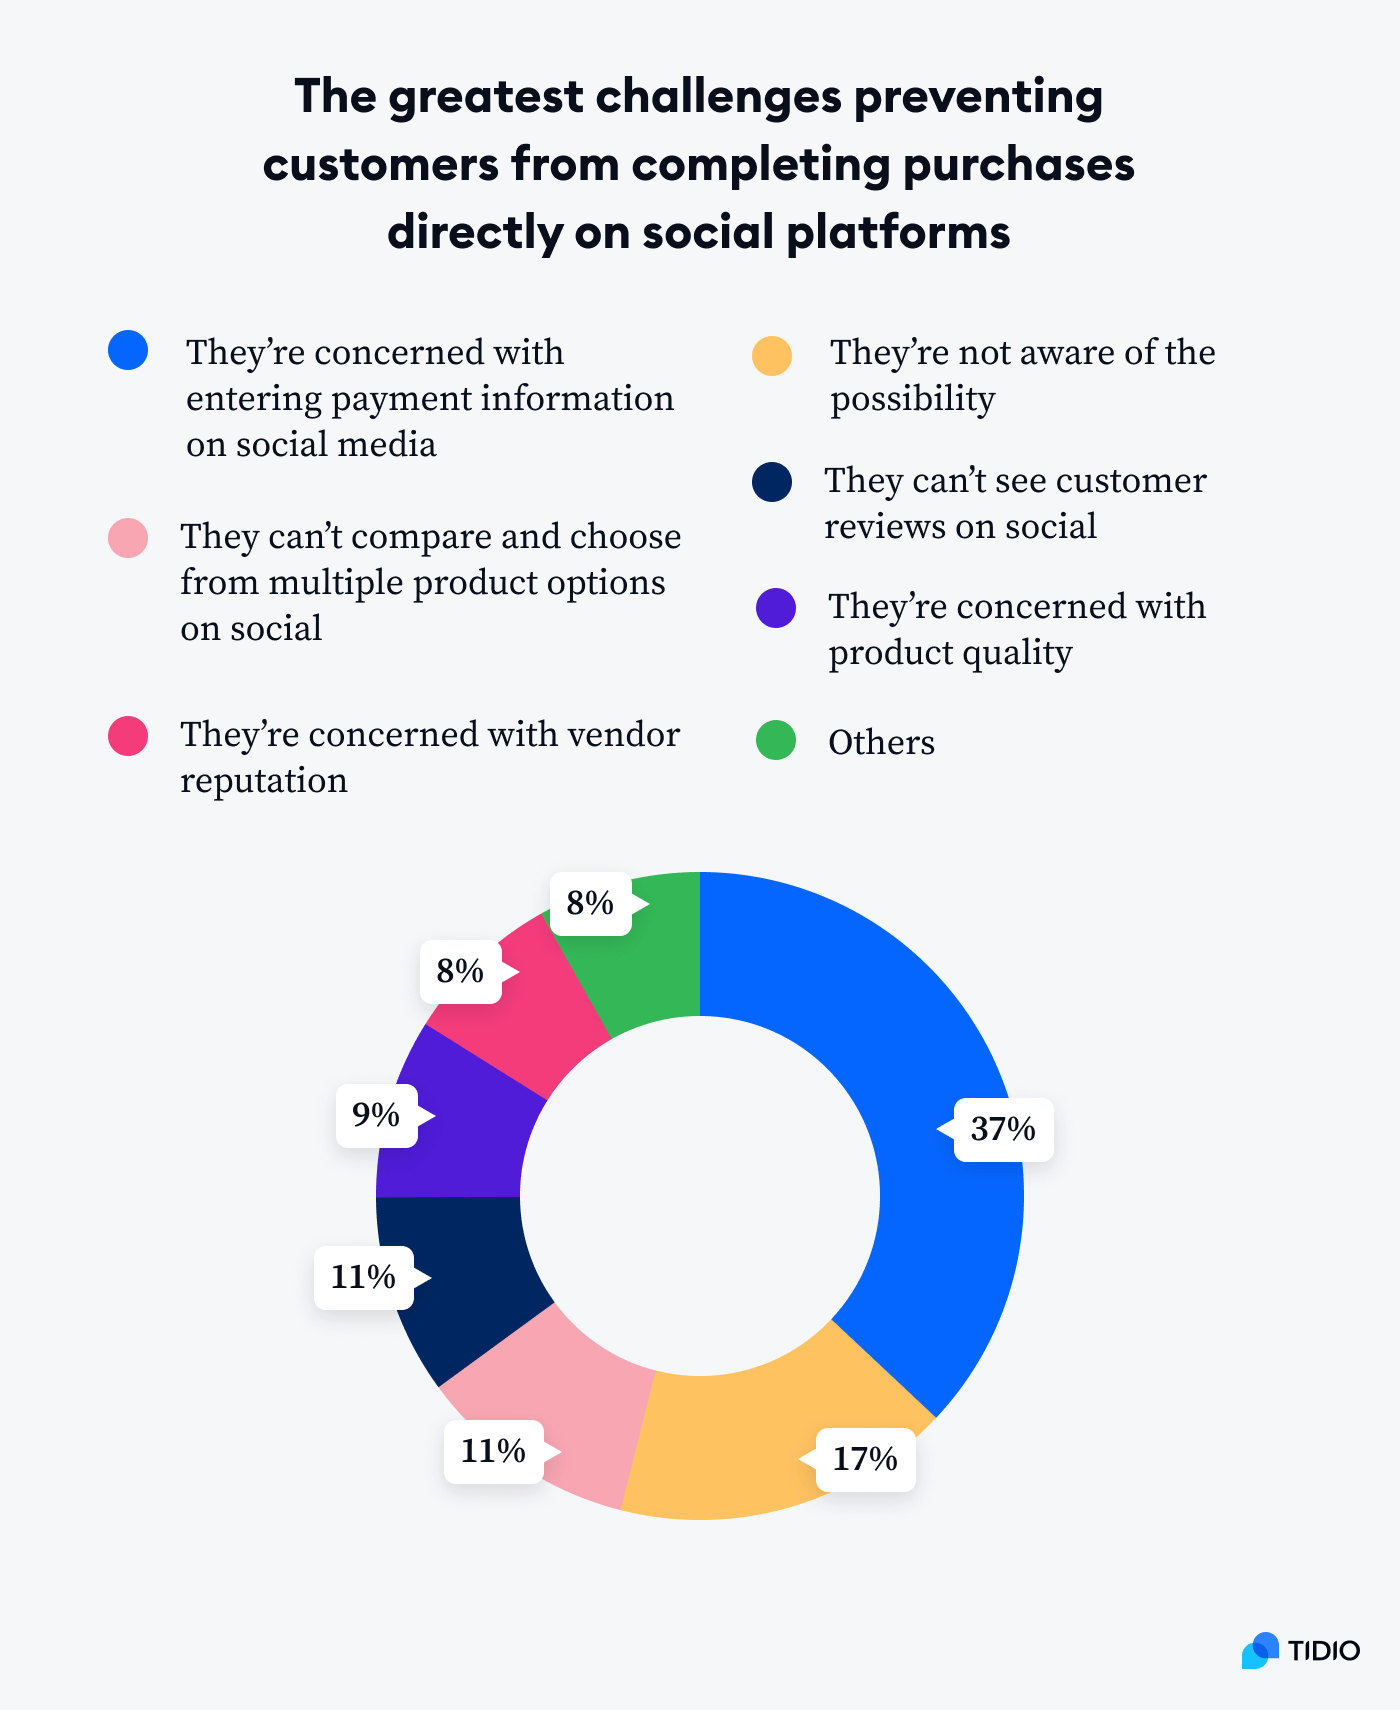 The greatest challenges preventing
customers from completing purchases
directly on social platforms
They’re concerned with
entering payment information
on social media
They can’t compare and choose
from multiple product options
on social
They’re concerned with vendor
reputation
They’re not aware of the
possibility
They can’t see customer
reviews on social
They’re concerned with
product quality
Others
8%
8%
9%
37%
11%
11%
17%
TIDIO